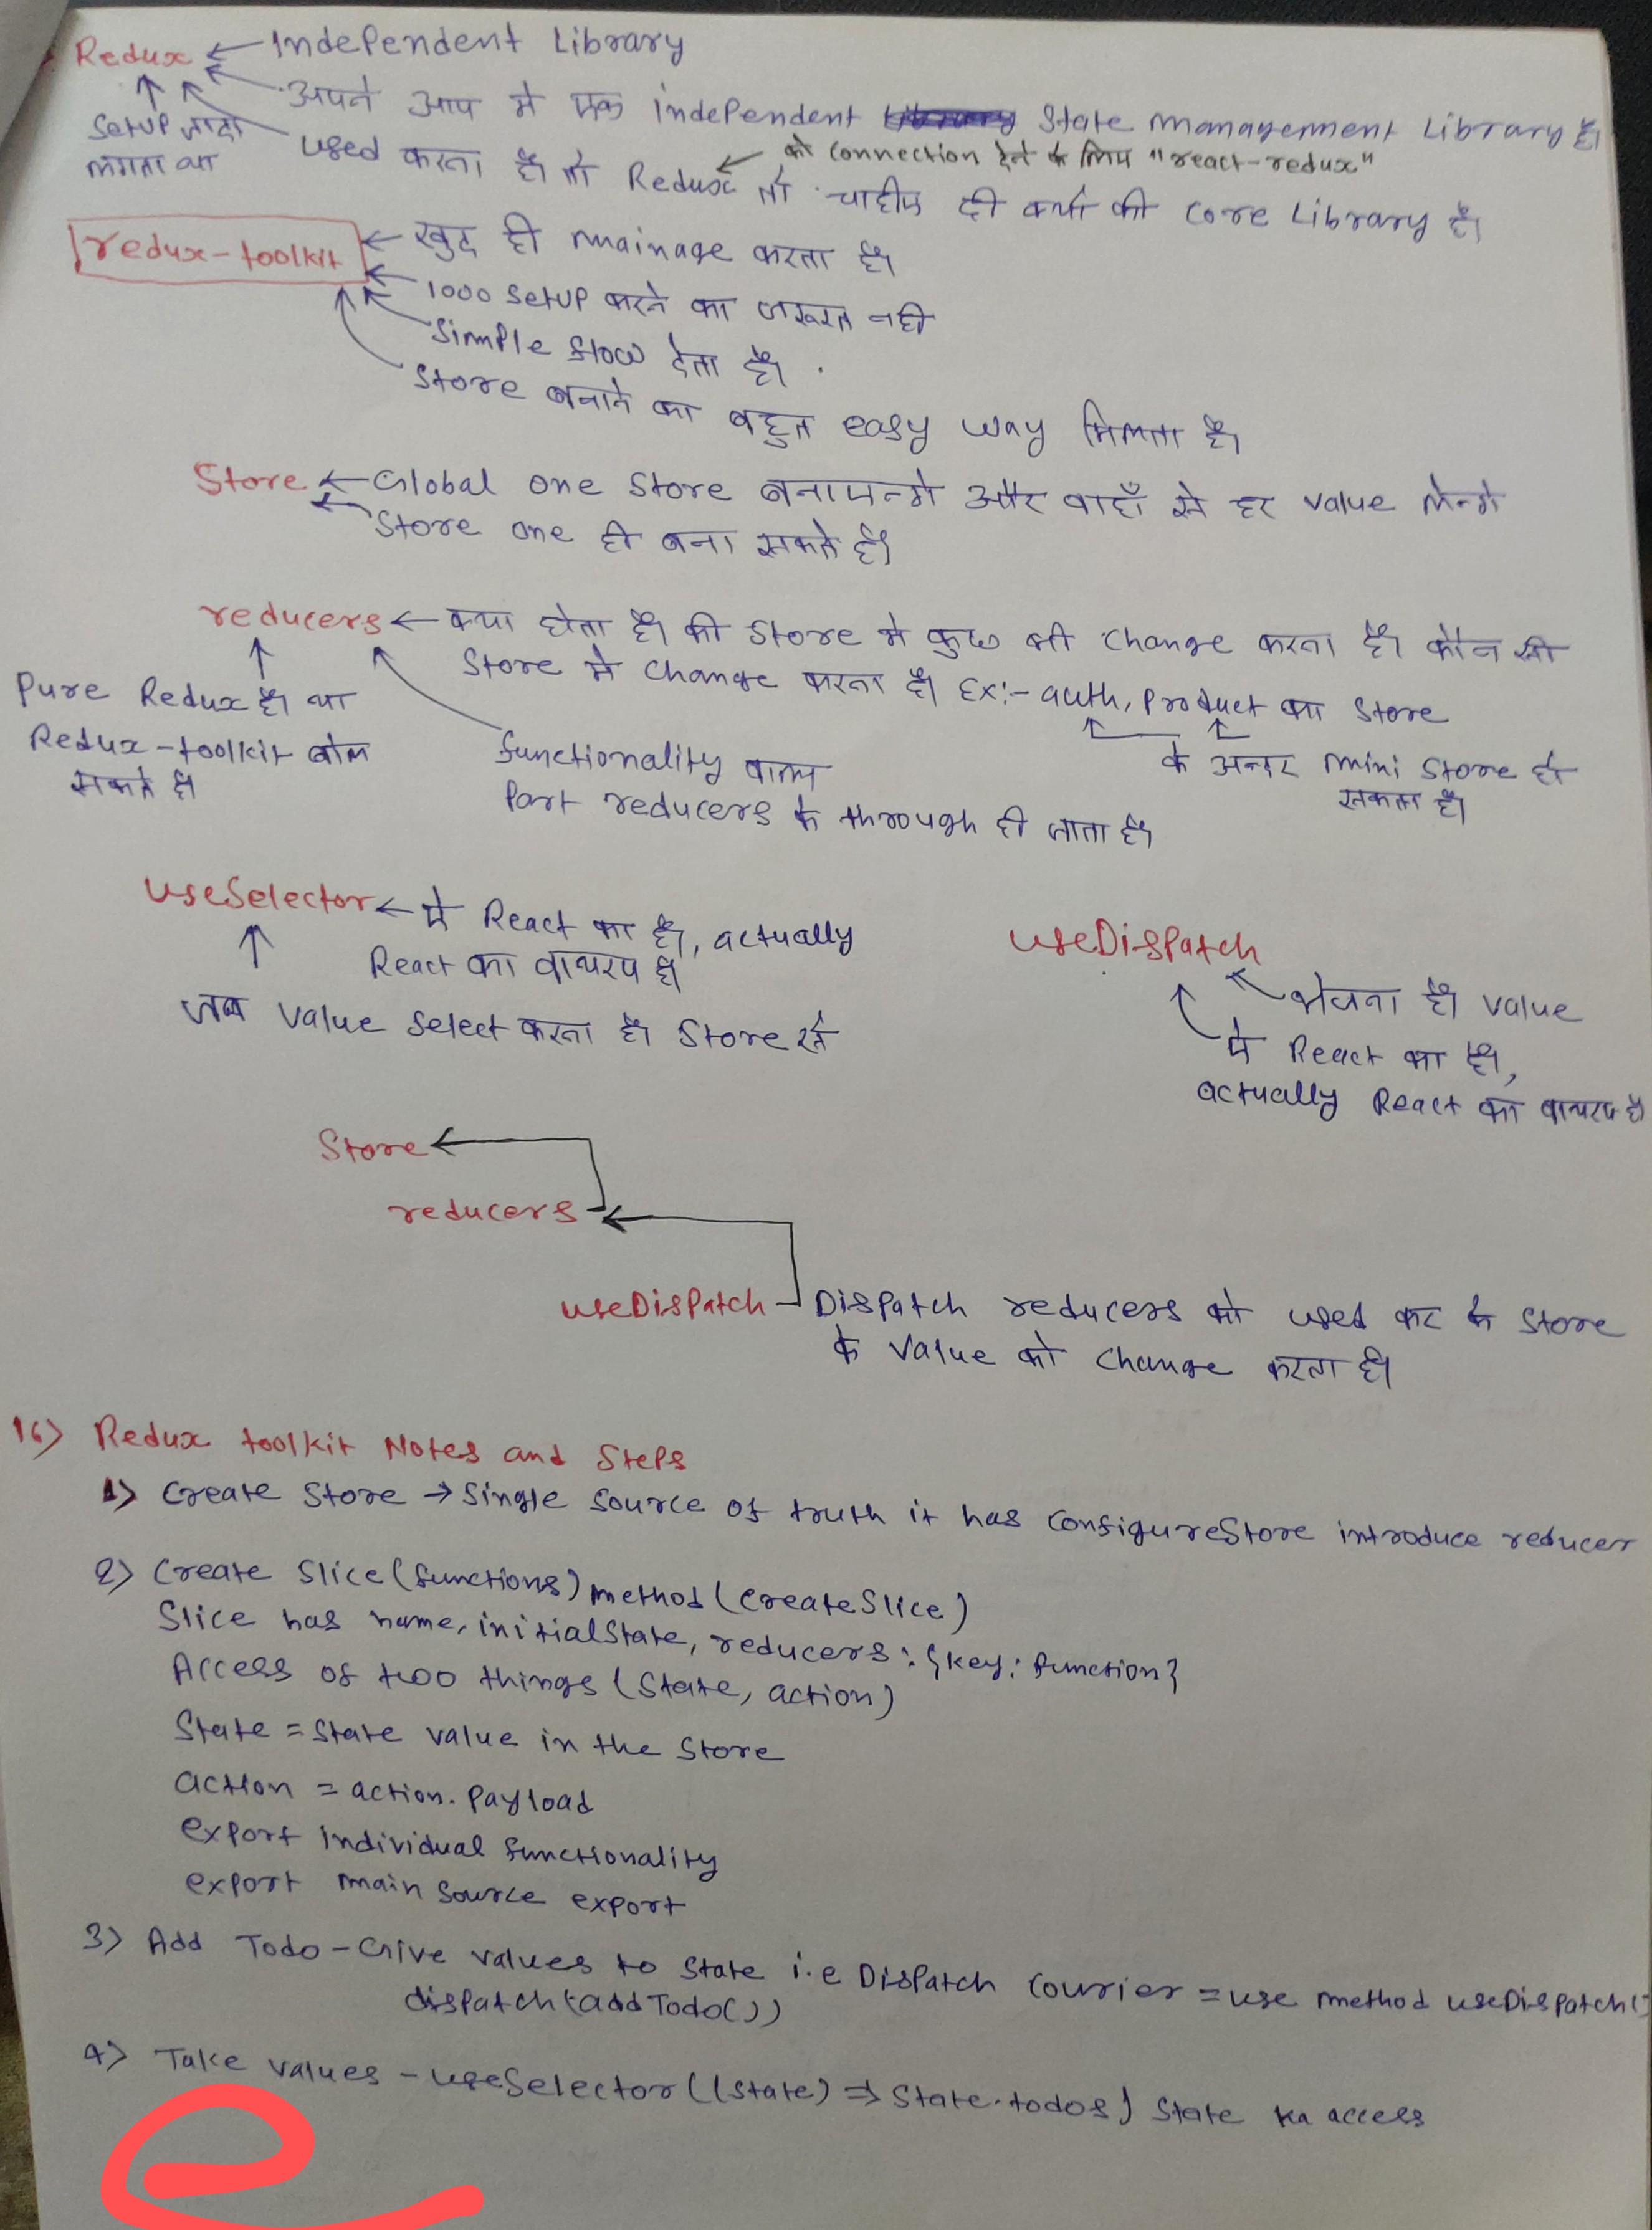 Redux ← Independent Library
अपने आप मे एक independent State management Library है।
setup जादा लगता था
used करता है। तो Redux तो चाहीए ही क्यों की core Library है।
को connection देने के लिए "react-redux"
redux-toolkit ← खुद ही mainage करता है।
1000 setup करने का जरूरत नही
Simple flow देता है।
Store बनाने का बहुत easy way मिलता है।
Store ← Global one Store बनाएन्गे और वाहाँ से हर value लेन्गे
Store one ही बना सकते है।
reducers ← क्या होता है। की Store मे कुछ भी change करना है। कौन सी
Store मे change करना है। Ex:- auth, product का Store
के अन्दर mini Store हो
सकता है।
Pure Redux है। या
Redux-toolkit बोल
सकते है।
functionality वाला
Part reducers के through ही जाता है।
useSelector ← ये React का है।, actually
React का वायरप है।
जब value select करना है। Store से
useDispatch
भेजना है। value
ये React का है।,
actually React का वायरप है
Store
reducers
useDispatch Dispatch reducers को used कर के Store
के value को change करता है।
16> Redux toolkit Notes and Steps
1> Create Store → Single source of truth it has configureStore introduce reducer
2> Create Slice (functions) method (createSlice)
Slice has name, initialState, reducers: {key: function}
Access of two things (state, action)
State = State value in the Store
action = action.payload
export individual functionality
export main source export
3> Add Todo - Give values to State i.e Dispatch Courier = use method useDispatch()
dispatch(addTodo())
4> Take values - useSelector((state) => state.todos) State ka access